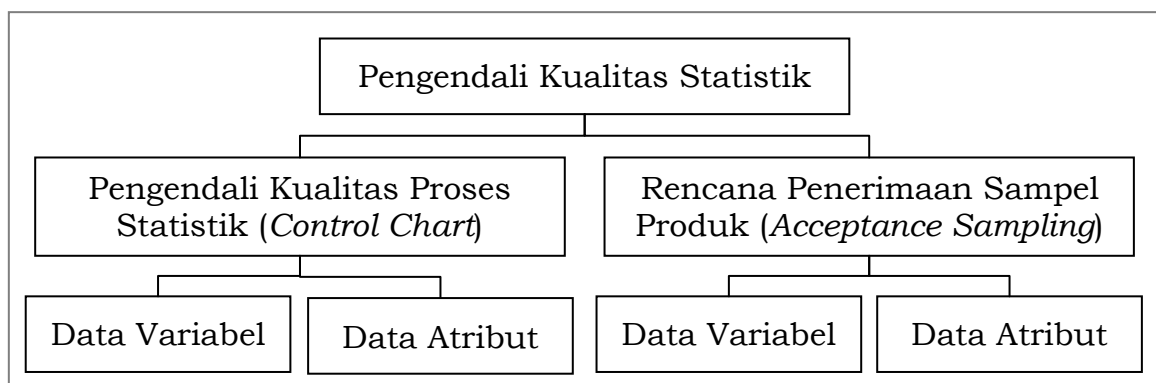 Pengendali Kualitas Statistik
Pengendali Kualitas Proses
Statistik (Control Chart)
Rencana Penerimaan Sampel
Produk (Acceptance Sampling)
Data Variabel
Data Atribut
Data Variabel
Data Atribut